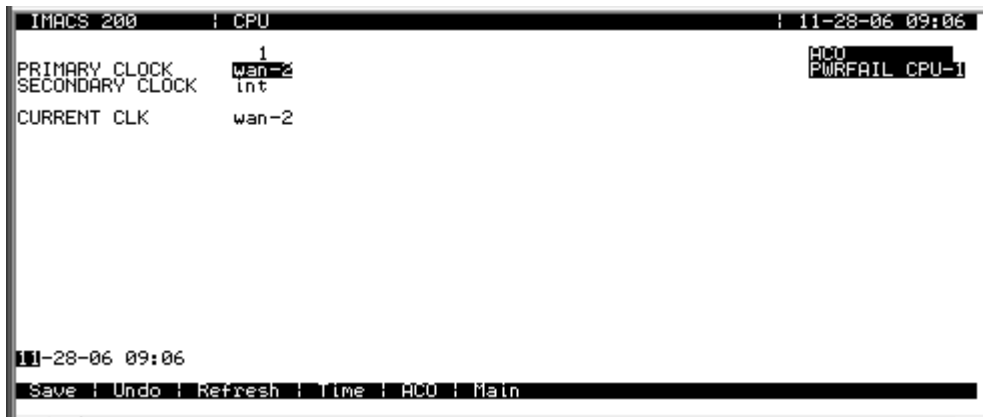 IMACS 200 ¦ CPU ¦ 11-28-06 09:06
1 ACO
PRIMARY CLOCK wan-2 PWRFAIL CPU-1
SECONDARY CLOCK int
CURRENT CLK wan-2
11-28-06 09:06
Save ¦ Undo ¦ Refresh ¦ Time ¦ ACO ¦ Main